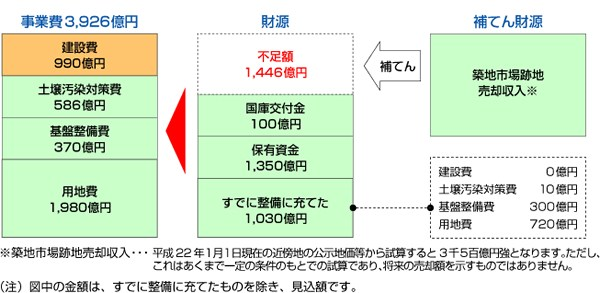 事業費3,926億円
建設費
990億円
土壌汚染対策費
586億円
基盤整備費
370億円
用地費
1,980億円
財源
不足額
1,446億円
国庫交付金
100億円
保有資金
1,350億円
すでに整備に充てた
1,030億円
補てん
補てん財源
築地市場跡地
売却収入※
建設費 0億円
土壌汚染対策費 10億円
基盤整備費 300億円
用地費 720億円
※築地市場跡地売却収入･･･ 平成22年1月1日現在の近傍地の公示地価等から試算すると3千5百億円強となります。ただし、
これはあくまで一定の条件のもとでの試算であり、将来の売却額を示すものではありません。
（注）図中の金額は、すでに整備に充てたものを除き、見込額です。